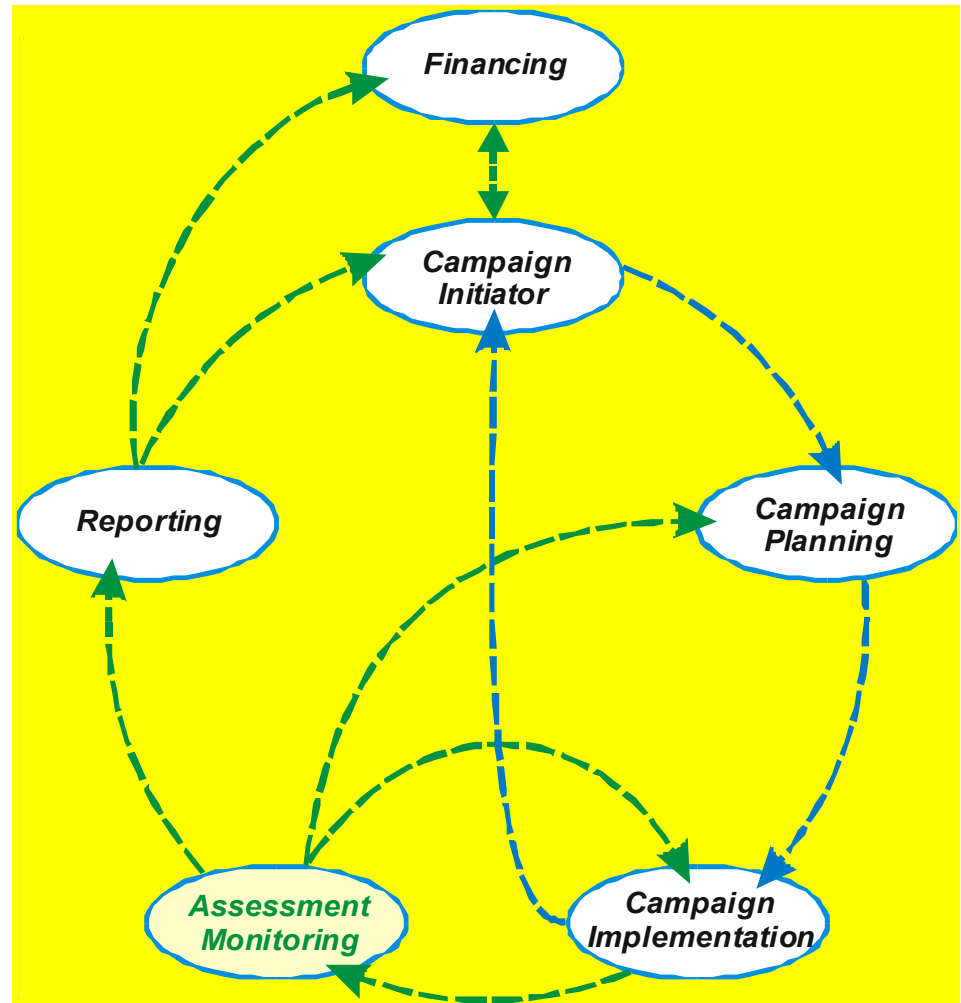 Financing
Campaign
Initiator
Reporting
Campaign
Planning
Assessment
Monitoring
Campaign
Implementation